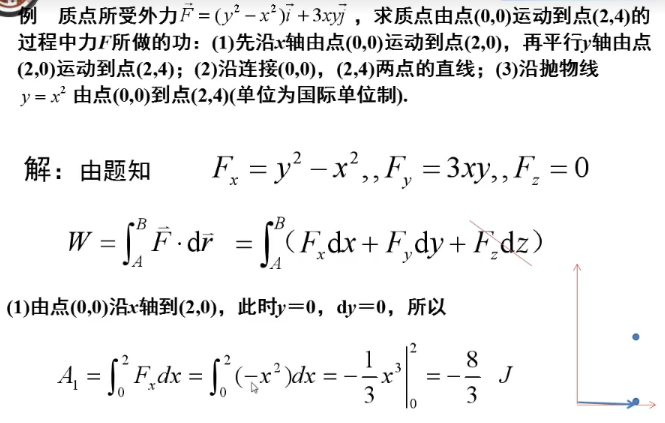 例 质点所受外力 $\vec{F}=(y^2-x^2)\vec{i}+3xy\vec{j}$ ，求质点由点(0,0)运动到点(2,4)的
过程中力F所做的功：(1)先沿x轴由点(0,0)运动到点(2,0)，再平行y轴由点
(2,0)运动到点(2,4)；(2)沿连接(0,0)，(2,4)两点的直线；(3)沿抛物线
$y=x^2$ 由点(0,0)到点(2,4)(单位为国际单位制).
解：由题知 $F_x=y^2-x^2,,F_y=3xy,,F_z=0$
$W=\int_A^B \vec{F}\cdot d\vec{r}=\int_A^B(F_x dx+F_y dy+F_z dz)$
(1)由点(0,0)沿x轴到(2,0)，此时y＝0，dy＝0，所以
$A_1=\int_0^2 F_x dx=\int_0^2(-x^2)dx=-\frac{1}{3}x^3\Big|_0^2=-\frac{8}{3}\ J$